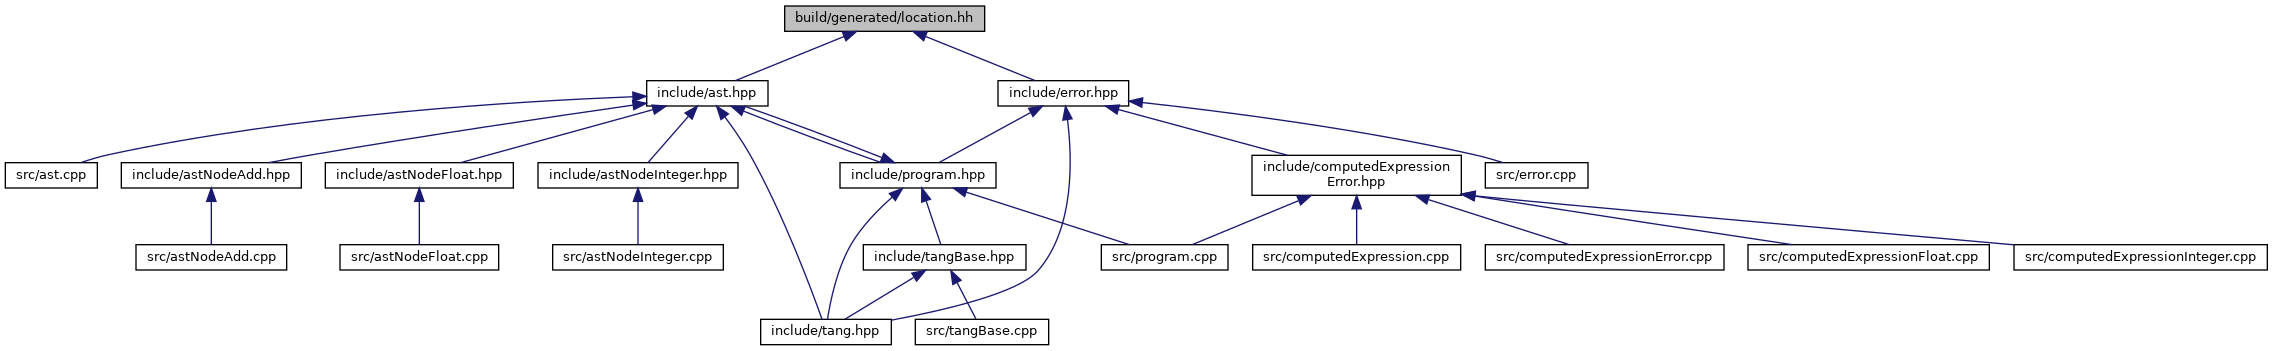 build/generated/location.hh
include/ast.hpp
include/error.hpp
src/ast.cpp
include/astNodeAdd.hpp
include/astNodeFloat.hpp
include/astNodeInteger.hpp
include/program.hpp
include/computedExpression
Error.hpp
src/error.cpp
src/astNodeAdd.cpp
src/astNodeFloat.cpp
src/astNodeInteger.cpp
include/tangBase.hpp
src/program.cpp
src/computedExpression.cpp
src/computedExpressionError.cpp
src/computedExpressionFloat.cpp
src/computedExpressionInteger.cpp
include/tang.hpp
src/tangBase.cpp